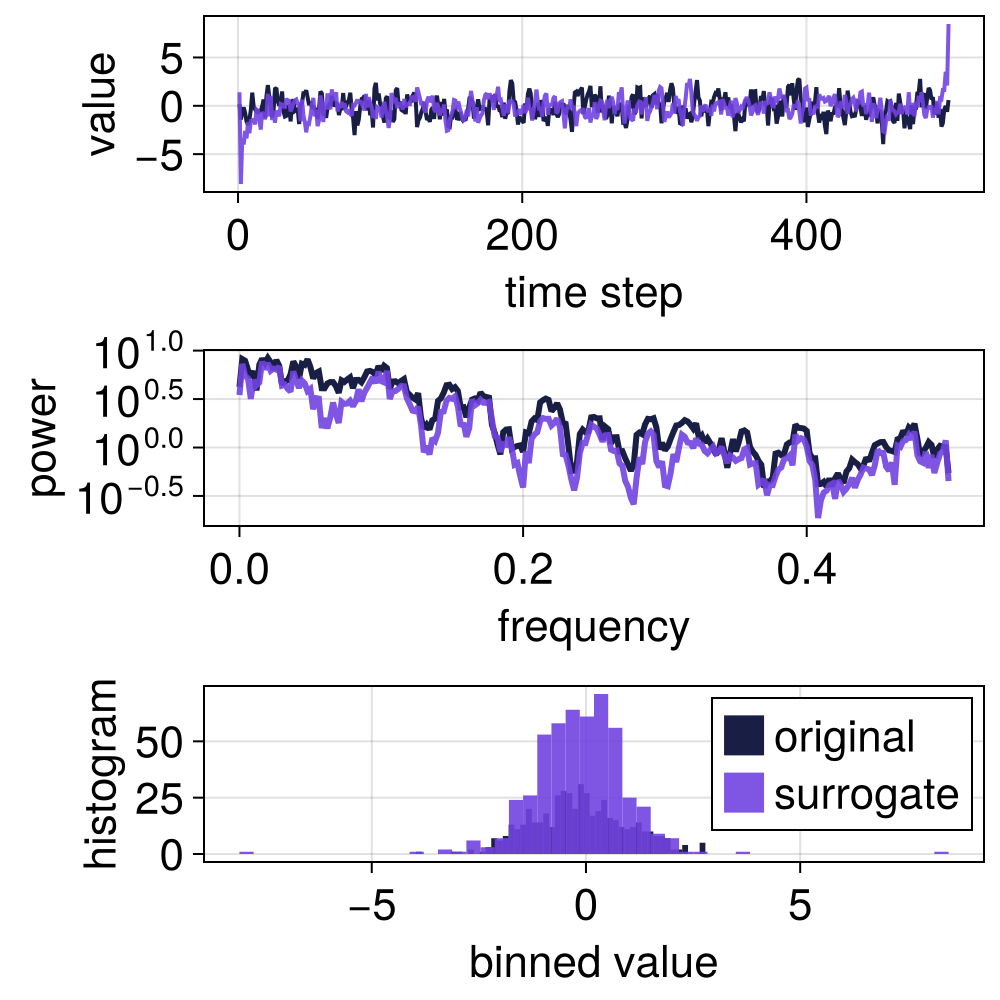 value
5
0
−5
0 200 400
time step
power
10^1.0
10^0.5
10^0.0
10^−0.5
0.0 0.2 0.4
frequency
histogram
50
25
0
original
surrogate
−5 0 5
binned value